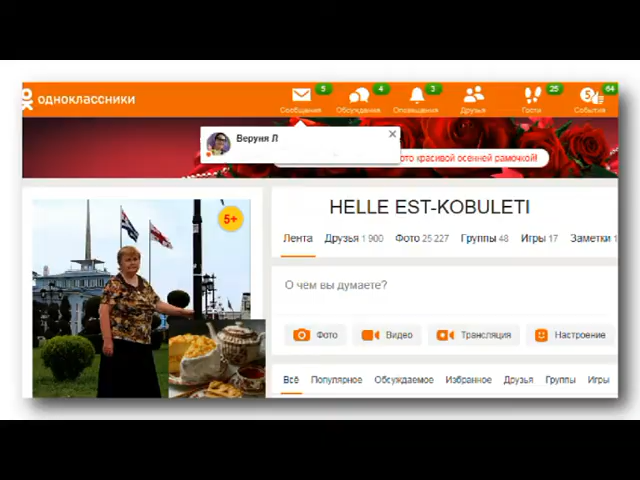 одноклассники
5
4
3
25
64
Сообщения
Обсуждения
Оповещения
Друзья
Гости
События
Веруня Л
ото красивой осенней рамочкой!
5+
HELLE EST-KOBULETI
Лента Друзья 1 900 Фото 25 227 Группы 48 Игры 17 Заметки 1
О чем вы думаете?
Фото Видео Трансляция Настроение
Всё Популярное Обсуждаемое Избранное Друзья Группы Игры